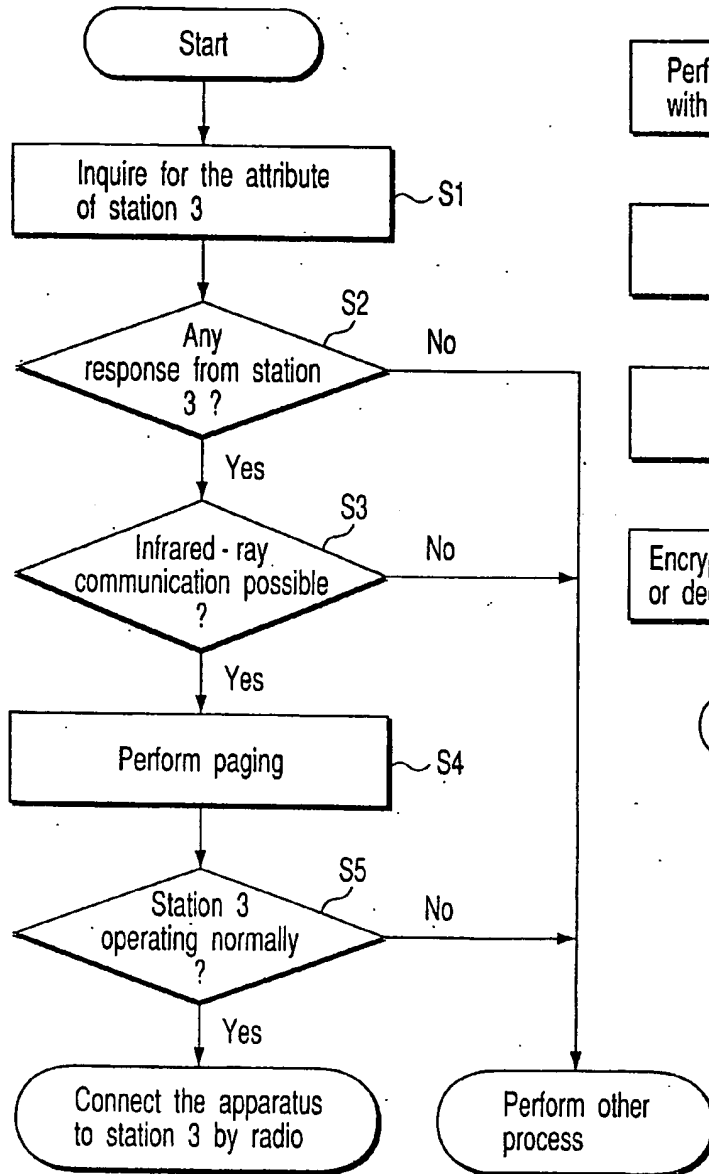 Start
Inquire for the attribute
of station 3
S1
S2
Any
response from station
3 ?
No
Yes
S3
Infrared - ray
communication possible
?
No
Yes
Perform paging
S4
S5
Station 3
operating normally
?
No
Yes
Connect the apparatus
to station 3 by radio
Perform other
process
with